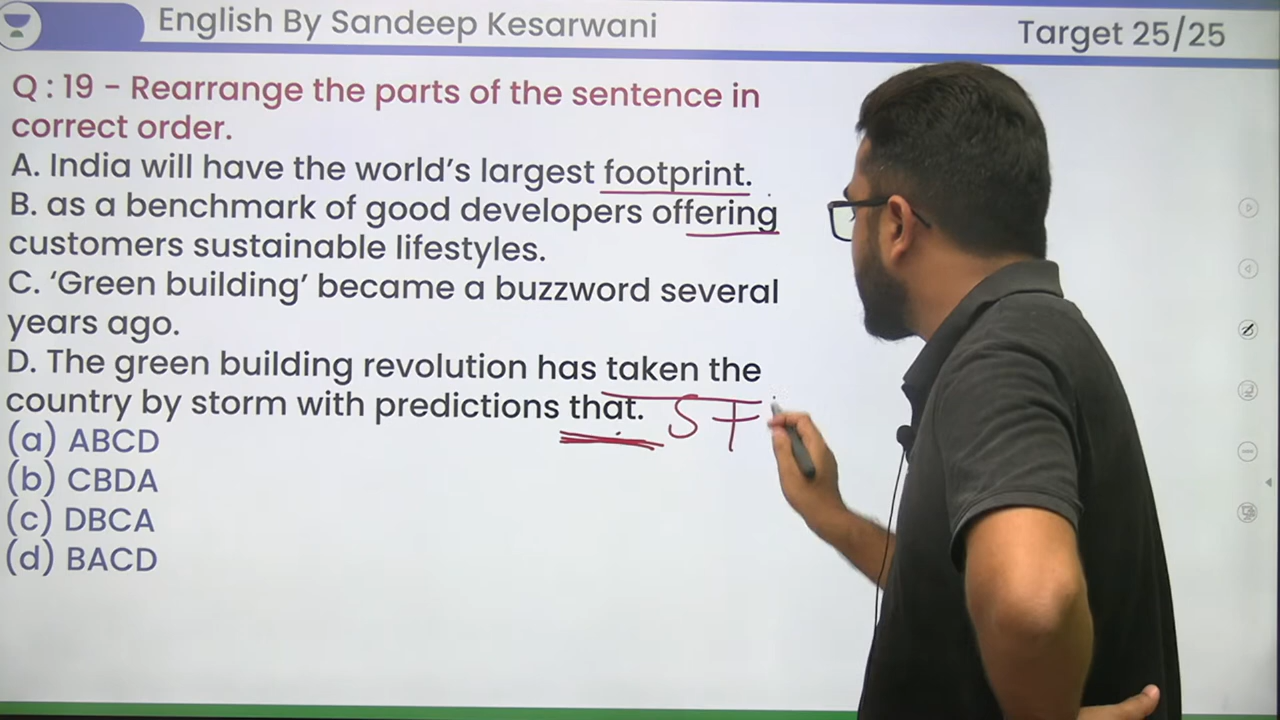 English By Sandeep Kesarwani
Target 25/25
Q : 19 - Rearrange the parts of the sentence in
correct order.
A. India will have the world's largest footprint.
B. as a benchmark of good developers offering
customers sustainable lifestyles.
C. 'Green building' became a buzzword several
years ago.
D. The green building revolution has taken the
country by storm with predictions that.
S F
(a) ABCD
(b) CBDA
(c) DBCA
(d) BACD